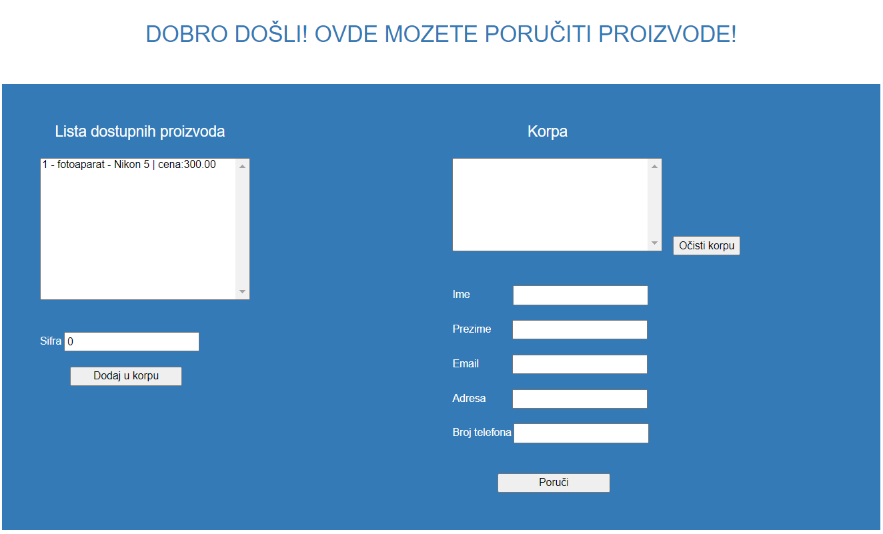 DOBRO DOŠLI! OVDE MOZETE PORUČITI PROIZVODE!
Lista dostupnih proizvoda
1 - fotoaparat - Nikon 5 | cena:300.00
Sifra 0
Dodaj u korpu
Korpa
Očisti korpu
Ime
Prezime
Email
Adresa
Broj telefona
Poruči